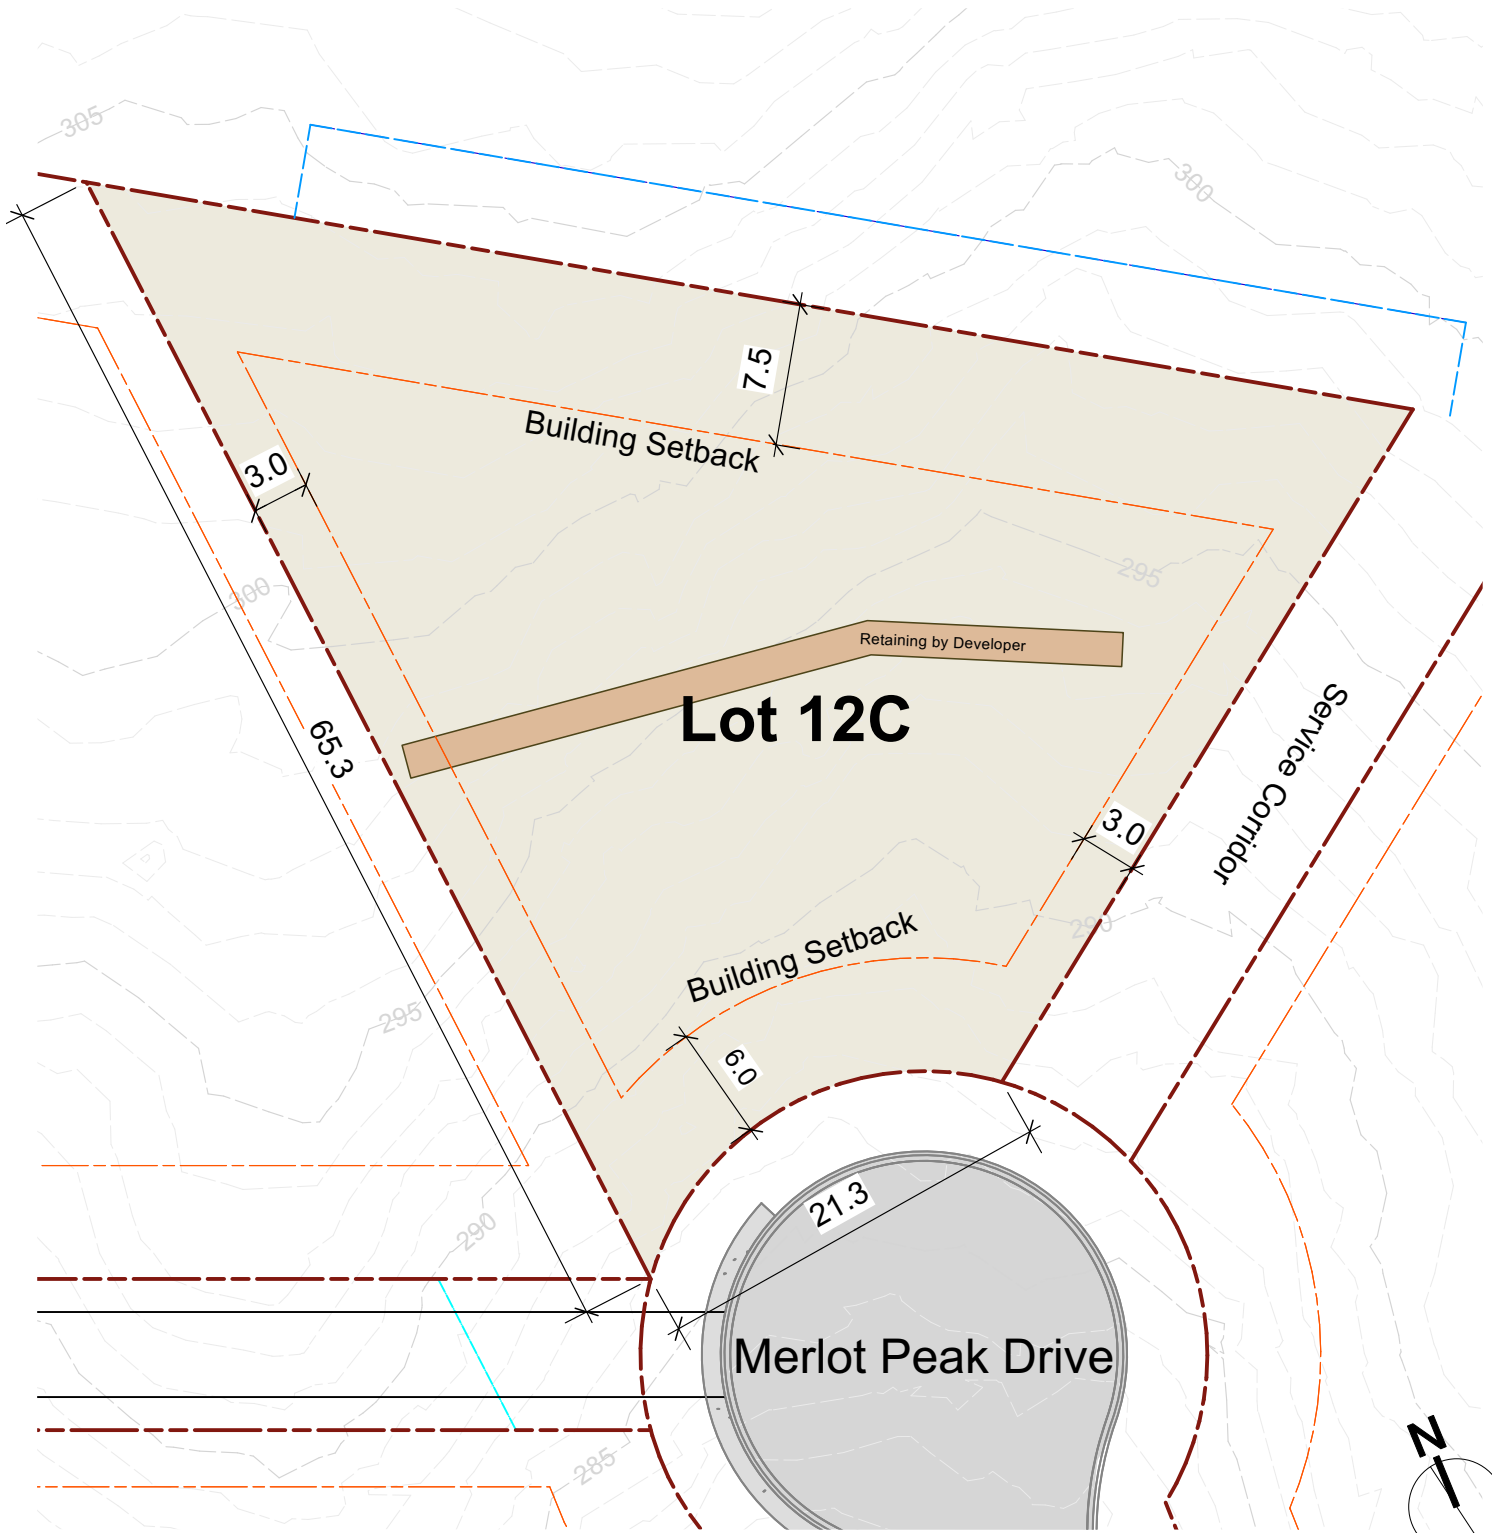 305
300
7.5
Building Setback
3.0
295
300
Retaining by Developer
Lot 12C
Service Corridor
65.3
3.0
290
Building Setback
295
6.0
21.3
290
Merlot Peak Drive
N
285